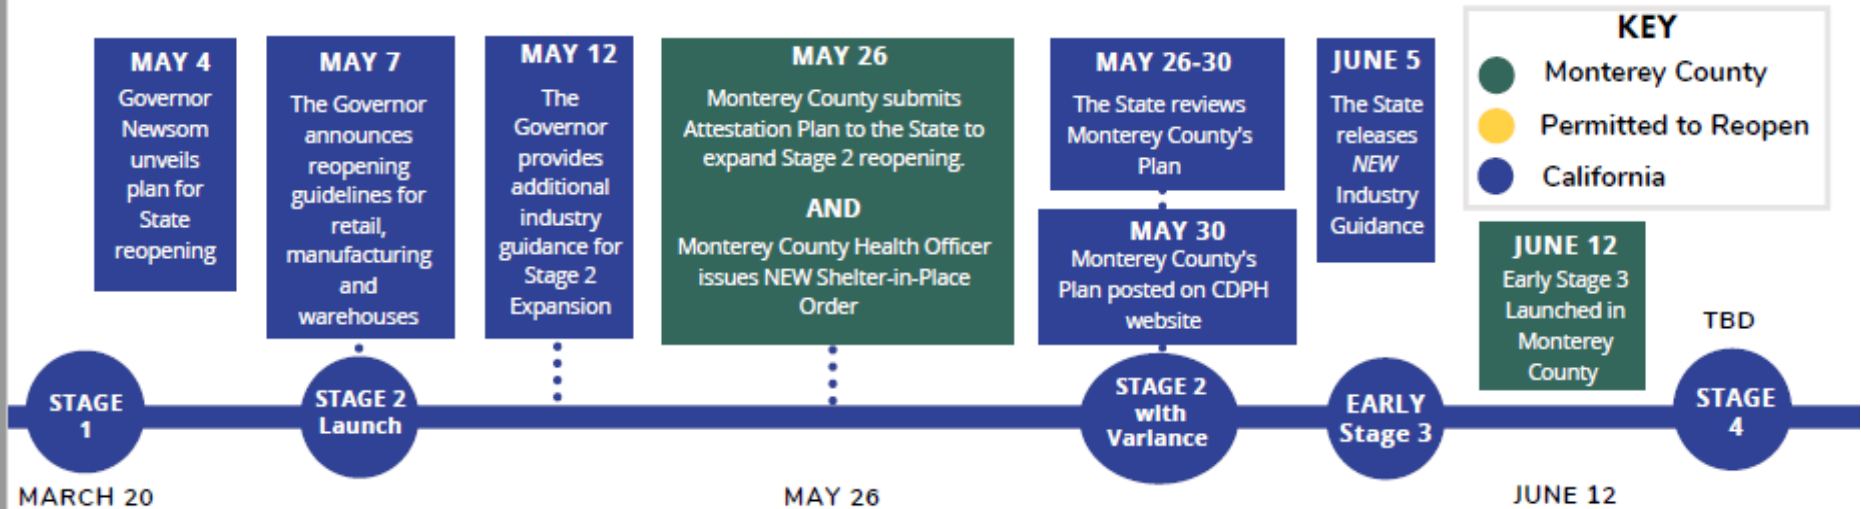 MAY 4
Governor
Newsom
unveils
plan for
State
reopening
MAY 7
The Governor
announces
reopening
guidelines for
retail,
manufacturing
and
warehouses
MAY 12
The
Governor
provides
additional
industry
guidance for
Stage 2
Expansion
MAY 26
Monterey County submits
Attestation Plan to the State to
expand Stage 2 reopening.
AND
Monterey County Health Officer
issues NEW Shelter-in-Place
Order
MAY 26-30
The State reviews
Monterey County's
Plan
MAY 30
Monterey County's
Plan posted on CDPH
website
JUNE 5
The State
releases
NEW
Industry
Guidance
KEY
Monterey County
Permitted to Reopen
California
JUNE 12
Early Stage 3
Launched in
Monterey
County
TBD
STAGE
1
STAGE 2
Launch
STAGE 2
with
Variance
EARLY
Stage 3
STAGE
4
MARCH 20
MAY 26
JUNE 12